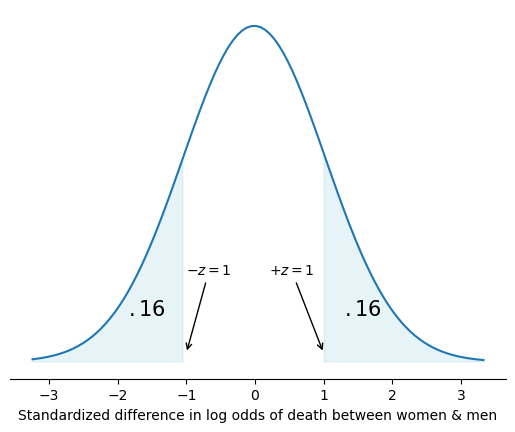 −z = 1 +z = 1
.16 .16
−3 −2 −1 0 1 2 3
Standardized difference in log odds of death between women & men